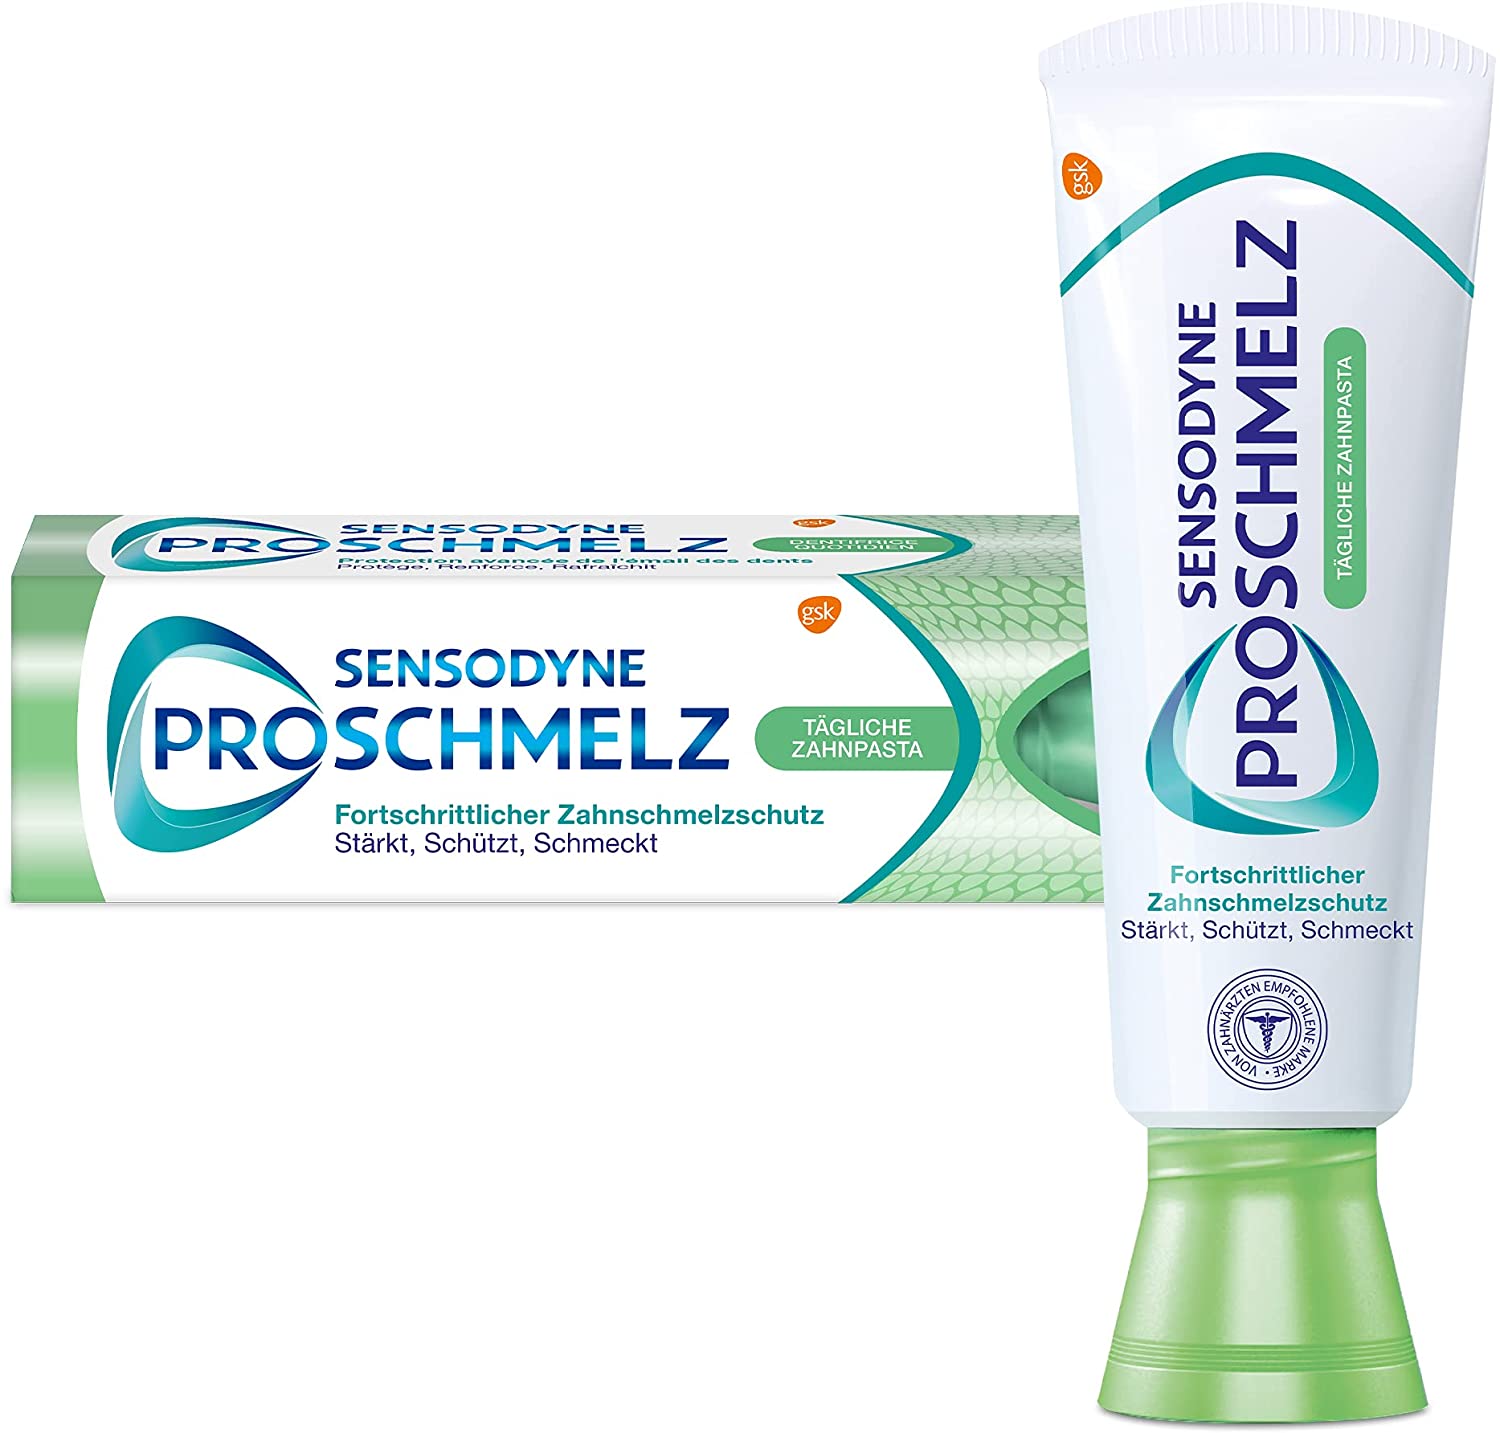 SENSODYNE
PROSCHMELZ
gsk
DENTIFRICE
QUOTIDIEN
Protection avancée de l'émail des dents
Protège, Renforce, Rafraîchit
gsk
SENSODYNE
PROSCHMELZ
TÄGLICHE
ZAHNPASTA
Fortschrittlicher Zahnschmelzschutz
Stärkt, Schützt, Schmeckt
gsk
SENSODYNE
PROSCHMELZ
TÄGLICHE ZAHNPASTA
Fortschrittlicher
Zahnschmelzschutz
Stärkt, Schützt, Schmeckt
VON ZAHNÄRZTEN EMPFOHLENE MARKE •